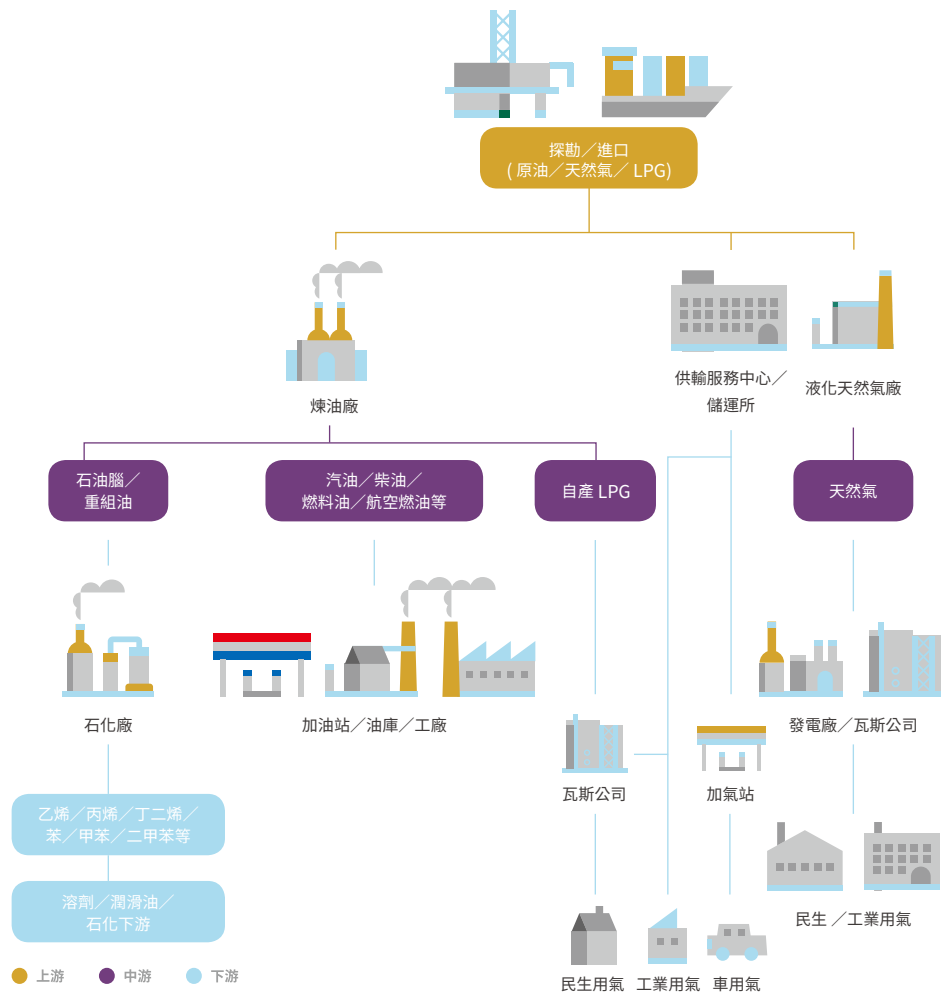 探勘／進口
( 原油／天然氣／ LPG)
供輸服務中心／
儲運所
液化天然氣廠
煉油廠
石油腦／
重組油
汽油／柴油／
燃料油／航空燃油等
自產 LPG
天然氣
石化廠
加油站／油庫／工廠
發電廠／瓦斯公司
瓦斯公司
加氣站
乙烯／丙烯／丁二烯／
苯／甲苯／二甲苯等
溶劑／潤滑油／
石化下游
民生 ／工業用氣
民生用氣
工業用氣
車用氣
上游
中游
下游